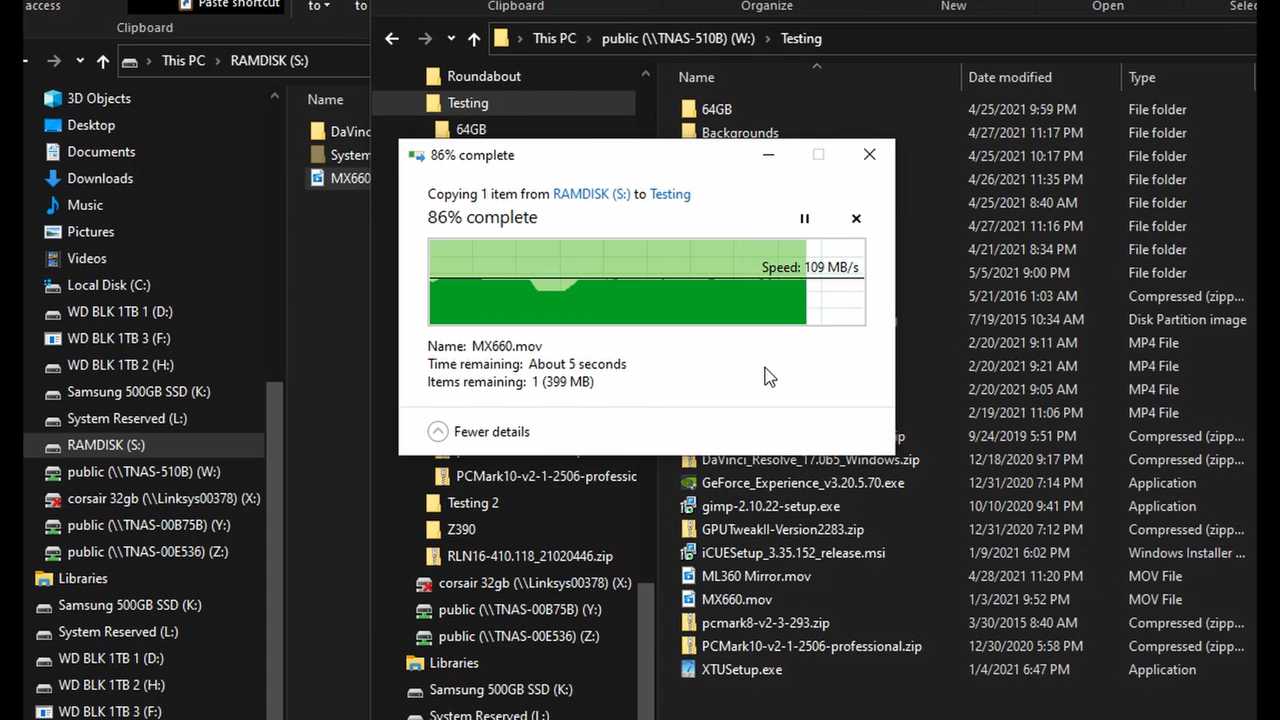 access
Paste shortcut
to
to
Clipboard
This PC
RAMDISK (S:)
3D Objects
Desktop
Documents
Downloads
Music
Pictures
Videos
Local Disk (C:)
WD BLK 1TB 1 (D:)
WD BLK 1TB 3 (F:)
WD BLK 1TB 2 (H:)
Samsung 500GB SSD (K:)
System Reserved (L:)
RAMDISK (S:)
public (\\TNAS-510B) (W:)
corsair 32gb (\\Linksys00378) (X:)
public (\\TNAS-00B75B) (Y:)
public (\\TNAS-00E536) (Z:)
Libraries
Samsung 500GB SSD (K:)
System Reserved (L:)
WD BLK 1TB 1 (D:)
WD BLK 1TB 2 (H:)
WD BLK 1TB 3 (F:)
Name
DaVinc
System
MX660
Clipboard
Organize
New
Open
Selec
This PC
public (\\TNAS-510B) (W:)
Testing
Roundabout
Testing
64GB
PCMark10-v2-1-2506-professic
Testing 2
Z390
RLN16-410.118_21020446.zip
corsair 32gb (\\Linksys00378) (X:)
public (\\TNAS-00B75B) (Y:)
public (\\TNAS-00E536) (Z:)
Libraries
Samsung 500GB SSD (K:)
System Reserved (L:)
Name Date modified Type
64GB 4/25/2021 9:59 PM File folder
Backgrounds 4/27/2021 11:17 PM File folder
4/25/2021 10:17 PM File folder
4/26/2021 11:35 PM File folder
4/25/2021 8:40 AM File folder
4/27/2021 11:16 PM File folder
4/21/2021 8:34 PM File folder
5/5/2021 9:00 PM File folder
5/21/2016 1:03 AM Compressed (zipp...
7/19/2015 10:34 AM Disk Partition image
2/20/2021 9:11 AM MP4 File
2/20/2021 9:21 AM MP4 File
2/20/2021 9:05 AM MP4 File
2/19/2021 11:06 PM MP4 File
ip 9/24/2019 5:51 PM Compressed (zipp...
DaVinci_Resolve_17.0b5_Windows.zip 12/18/2020 9:17 PM Compressed (zipp...
GeForce_Experience_v3.20.5.70.exe 12/31/2020 7:14 PM Application
gimp-2.10.22-setup.exe 10/10/2020 9:41 PM Application
GPUTweakII-Version2283.zip 12/31/2020 7:12 PM Compressed (zipp...
iCUESetup_3.35.152_release.msi 1/9/2021 6:02 PM Windows Installer ...
ML360 Mirror.mov 4/28/2021 11:20 PM MOV File
MX660.mov 1/3/2021 9:52 PM MOV File
pcmark8-v2-3-293.zip 3/30/2015 8:40 AM Compressed (zipp...
PCMark10-v2-1-2506-professional.zip 12/30/2020 5:58 PM Compressed (zipp...
XTUSetup.exe 1/4/2021 6:47 PM Application
86% complete
Copying 1 item from RAMDISK (S:) to Testing
86% complete
Speed: 109 MB/s
Name: MX660.mov
Time remaining: About 5 seconds
Items remaining: 1 (399 MB)
Fewer details